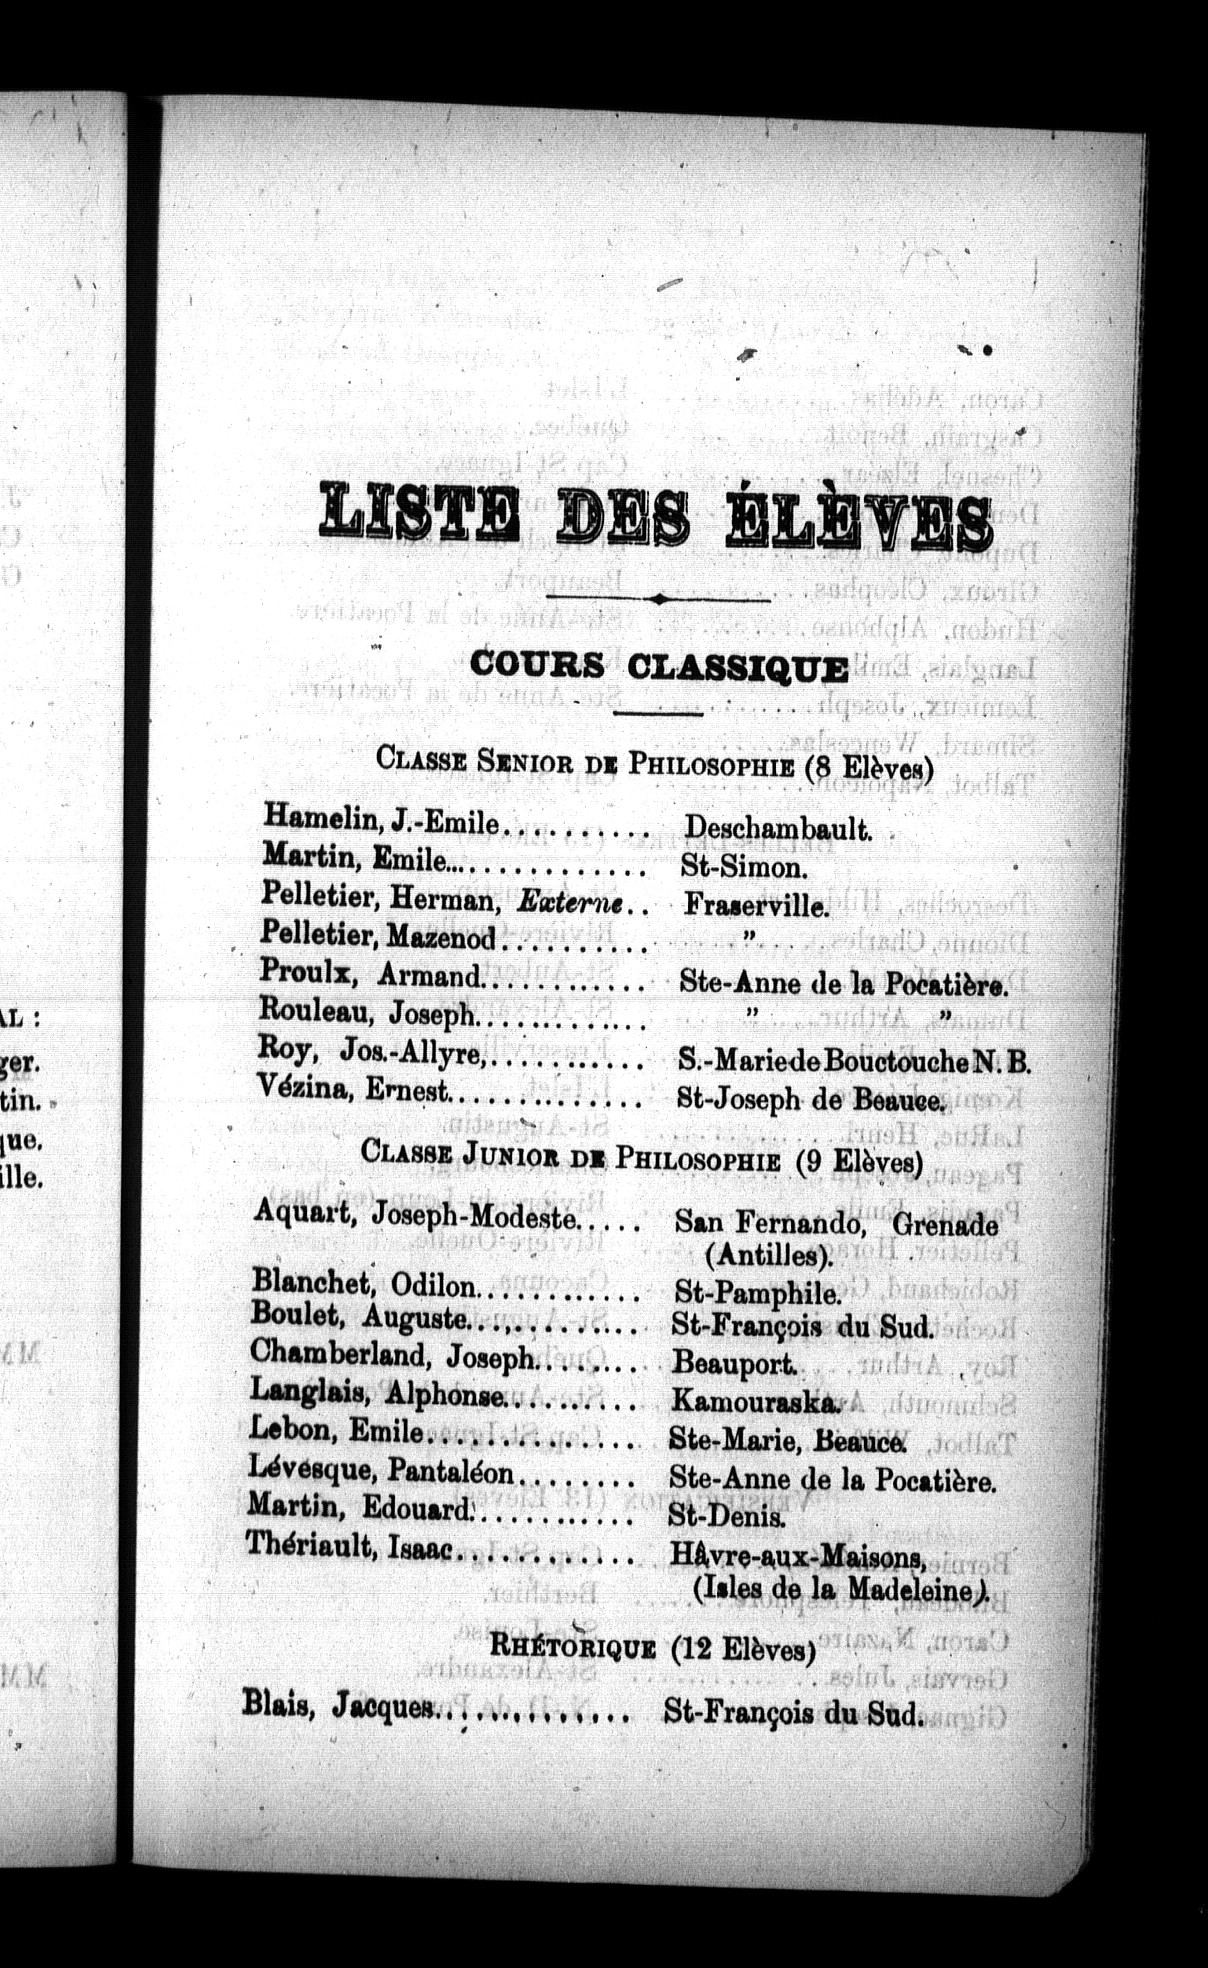 LISTE DES ÉLÈVES
COURS CLASSIQUE
CLASSE SENIOR DE PHILOSOPHIE (8 Elèves)
Hamelin, J.-Emile.......... Deschambault.
Martin, Emile............... St-Simon.
Pelletier, Herman, Externe.. Fraserville.
Pelletier, Mazenod.......... ”
Proulx, Armand............ Ste-Anne de la Pocatière.
Rouleau, Joseph............ ” ”
Roy, Jos.-Allyre,........... S.-Marie de Bouctouche N. B.
Vézina, Ernest.............. St-Joseph de Beauce.
CLASSE JUNIOR DE PHILOSOPHIE (9 Elèves)
Aquart, Joseph-Modeste..... San Fernando, Grenade
(Antilles).
Blanchet, Odilon............ St-Pamphile.
Boulet, Auguste............ St-François du Sud.
Chamberland, Joseph........ Beauport.
Langlais, Alphonse.......... Kamouraska.
Lebon, Emile.............. Ste-Marie, Beauce.
Lévesque, Pantaléon........ Ste-Anne de la Pocatière.
Martin, Edouard............ St-Denis.
Thériault, Isaac............ Hâvre-aux-Maisons,
(Isles de la Madeleine).
RHÉTORIQUE (12 Elèves)
Blais, Jacques.............. St-François du Sud.
AL :
ger.
tin.
que.
ille.